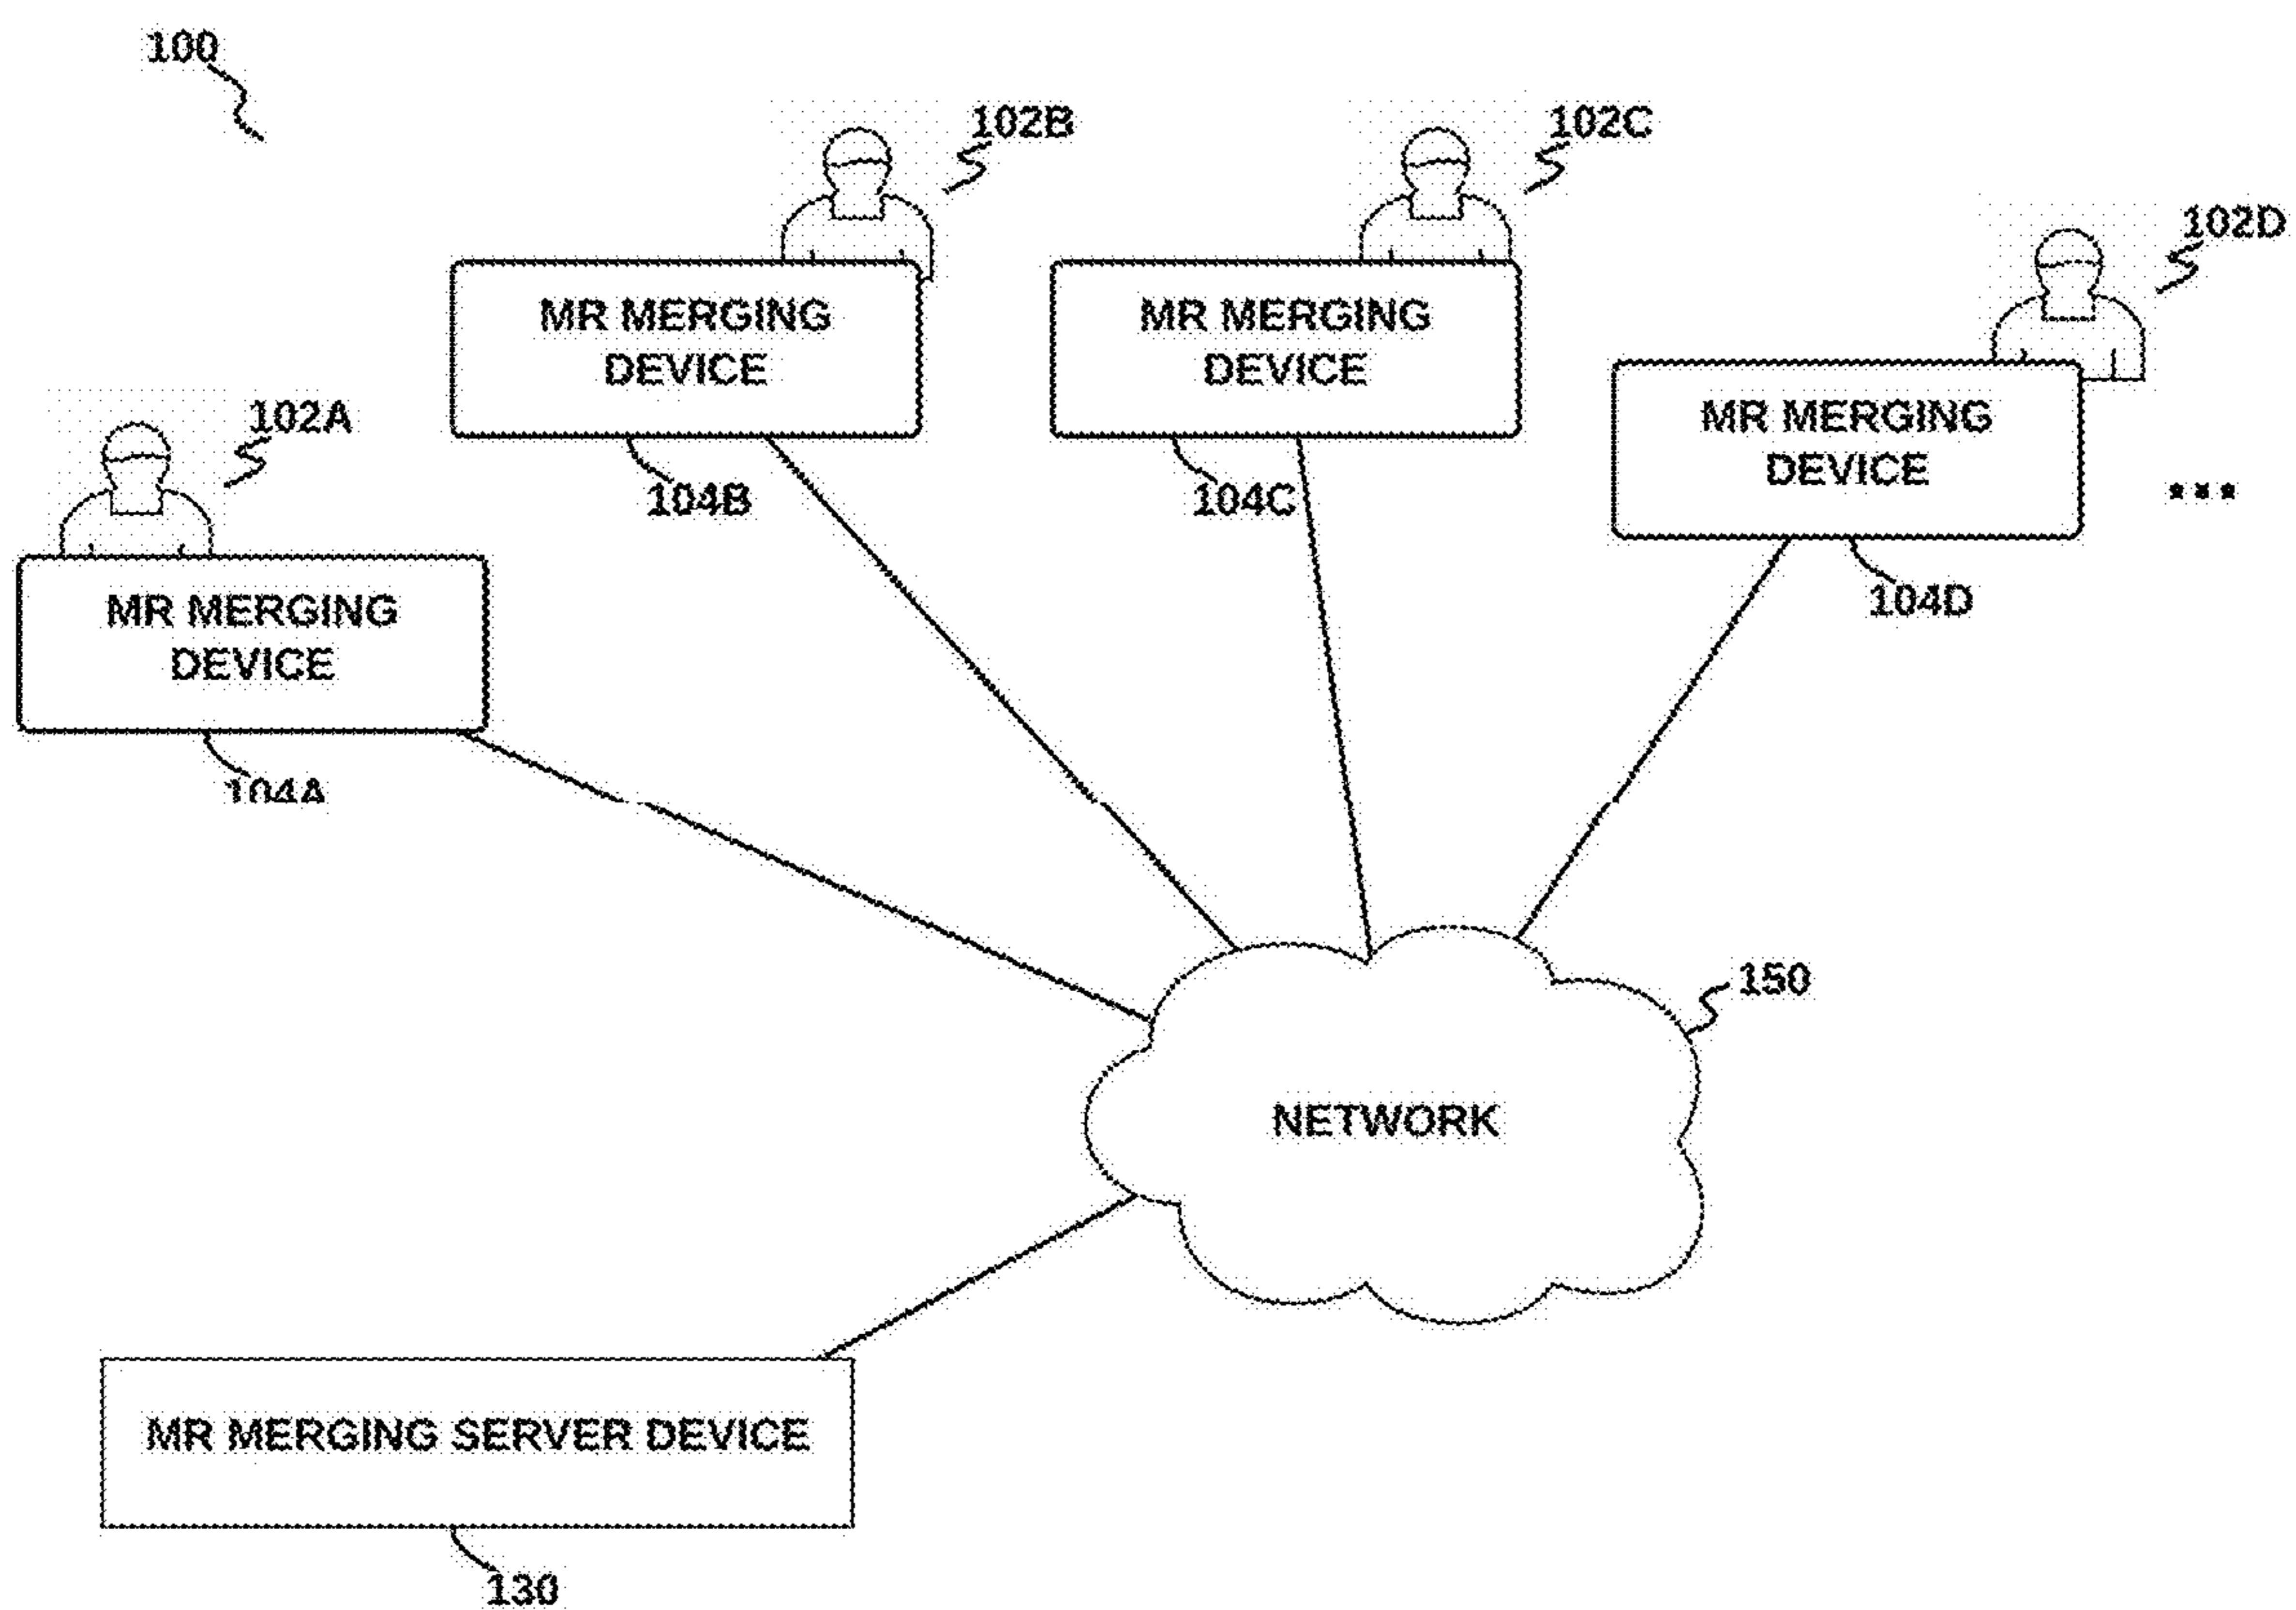 100
102B
102C
102D
MR MERGING
DEVICE
MR MERGING
DEVICE
MR MERGING
DEVICE
102A
104B
104C
104D
MR MERGING
DEVICE
104A
150
NETWORK
MR MERGING SERVER DEVICE
130